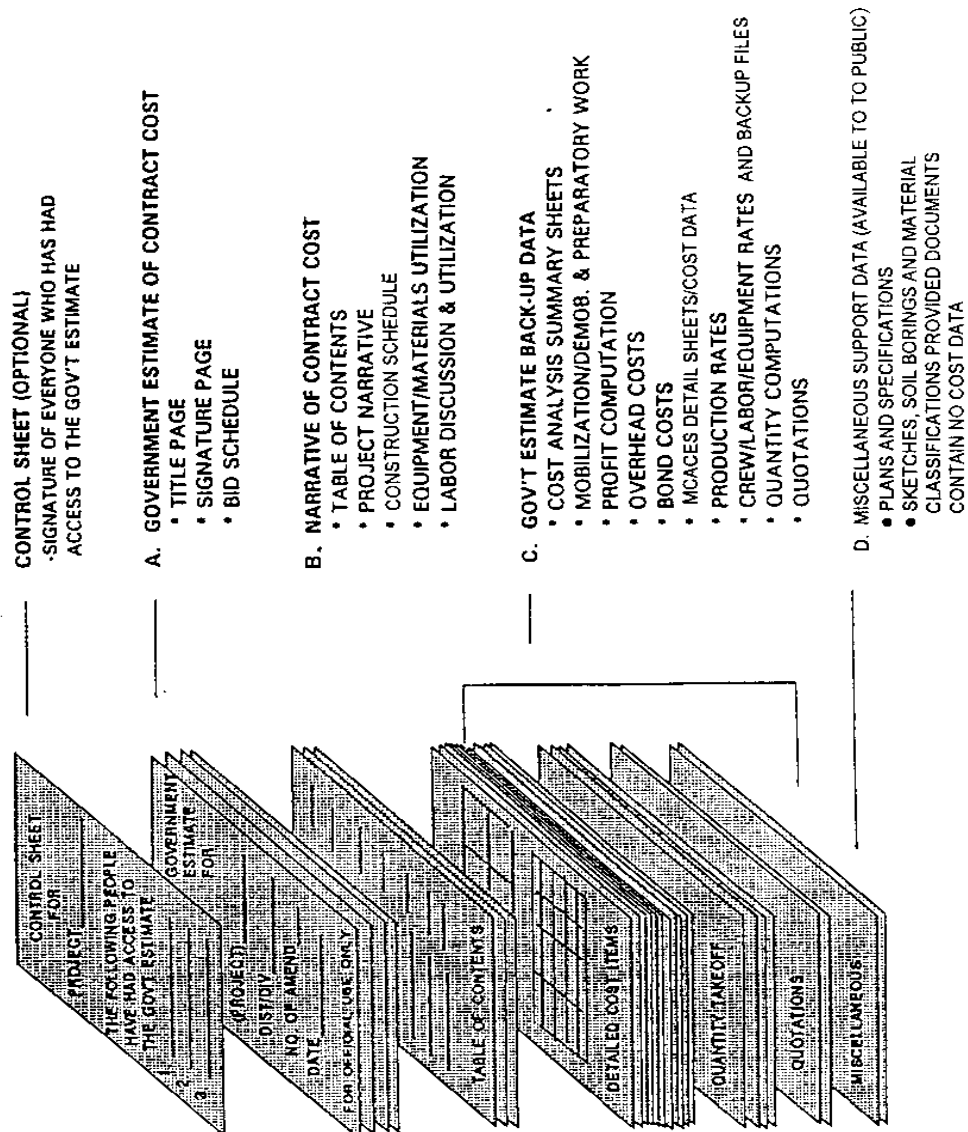 CONTROL SHEET (OPTIONAL)
-SIGNATURE OF EVERYONE WHO HAS HAD
ACCESS TO THE GOV'T ESTIMATE
A. GOVERNMENT ESTIMATE OF CONTRACT COST
* TITLE PAGE
* SIGNATURE PAGE
* BID SCHEDULE
B. NARRATIVE OF CONTRACT COST
* TABLE OF CONTENTS
* PROJECT NARRATIVE
* CONSTRUCTION SCHEDULE
* EQUIPMENT/MATERIALS UTILIZATION
* LABOR DISCUSSION & UTILIZATION
C. GOV'T ESTIMATE BACK-UP DATA
* COST ANALYSIS SUMMARY SHEETS
* MOBILIZATION/DEMOB. & PREPARATORY WORK
* PROFIT COMPUTATION
* OVERHEAD COSTS
* BOND COSTS
* MCACES DETAIL SHEETS/COST DATA
* PRODUCTION RATES
* CREW/LABOR/EQUIPMENT RATES AND BACKUP FILES
* QUANTITY COMPUTATIONS
* QUOTATIONS
D. MISCELLANEOUS SUPPORT DATA (AVAILABLE TO TO PUBLIC)
● PLANS AND SPECIFICATIONS
● SKETCHES, SOIL BORINGS AND MATERIAL
CLASSIFICATIONS PROVIDED DOCUMENTS
CONTAIN NO COST DATA
CONTROL SHEET
FOR
PROJECT
THE FOLLOWING PEOPLE
HAVE HAD ACCESS TO
THE GOVT ESTIMATE
1.
2.
3.
GOVERNMENT
ESTIMATE
FOR
(PROJECT)
DIST/DIV
NO. OF AMEND
DATE
FOR OFFICIAL USE ONLY
TABLE OF CONTENTS
DETAILED COST ITEMS
QUANTITY TAKEOFF
QUOTATIONS
MISCELLANEOUS